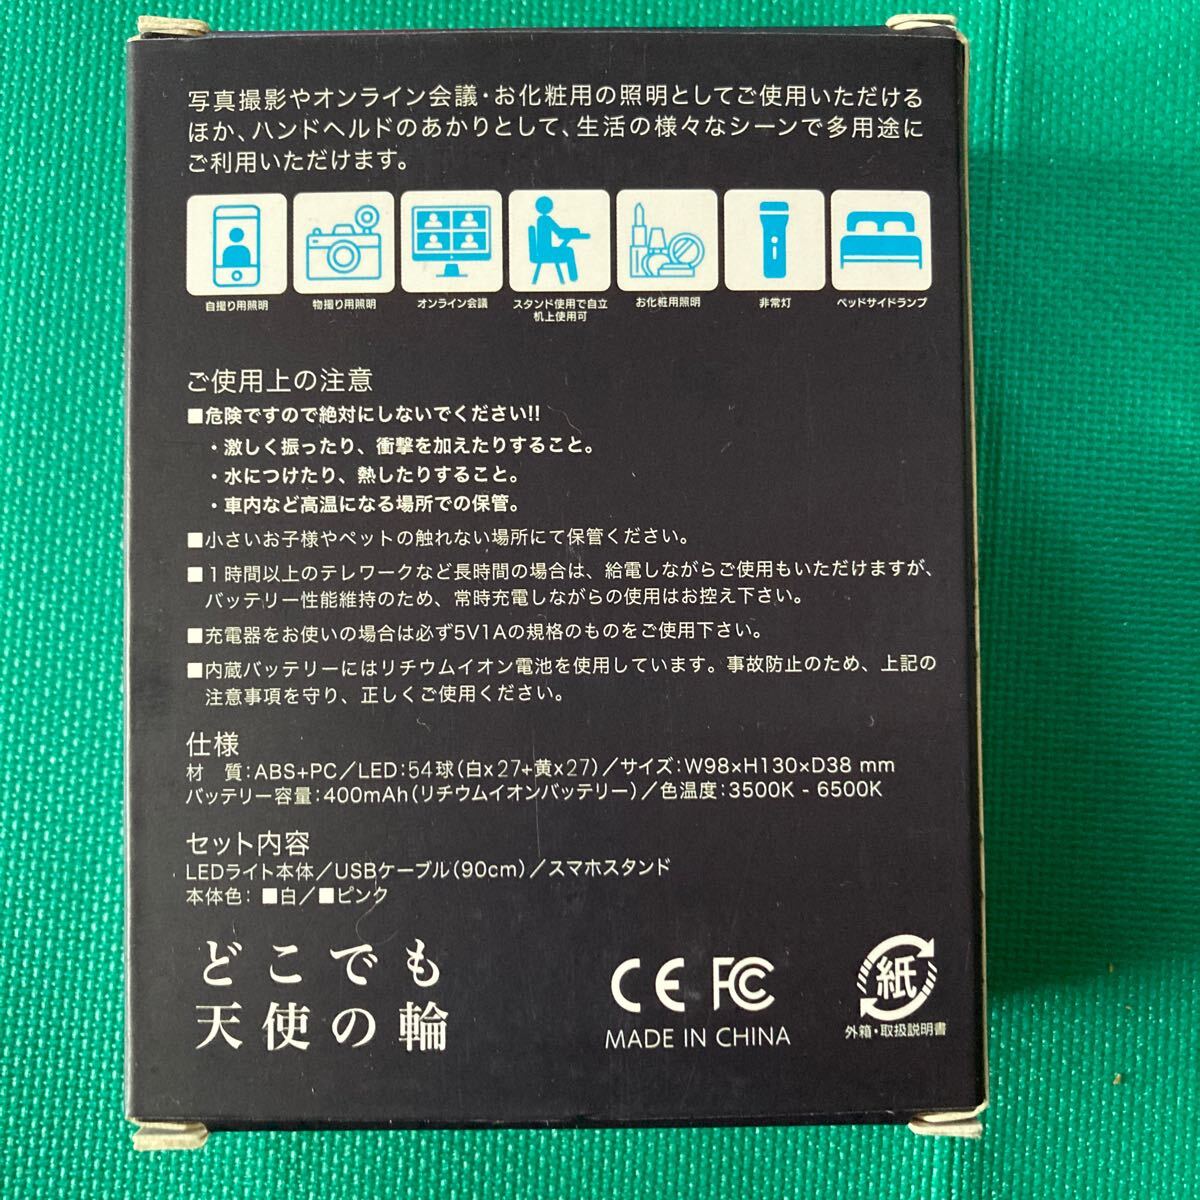 写真撮影やオンライン会議・お化粧用の照明としてご使用いただける
ほか、ハンドヘルドのあかりとして、生活の様々なシーンで多用途に
ご利用いただけます。
自撮り用照明
物撮り用照明
オンライン会議
スタンド使用で自立
机上使用可
お化粧用照明
非常灯
ベッドサイドランプ
ご使用上の注意
■危険ですので絶対にしないでください!!
・激しく振ったり、衝撃を加えたりすること。
・水につけたり、熱したりすること。
・車内など高温になる場所での保管。
■小さいお子様やペットの触れない場所にて保管ください。
■1時間以上のテレワークなど長時間の場合は、給電しながらご使用もいただけますが、
バッテリー性能維持のため、常時充電しながらの使用はお控え下さい。
■充電器をお使いの場合は必ず5V1Aの規格のものをご使用下さい。
■内蔵バッテリーにはリチウムイオン電池を使用しています。事故防止のため、上記の
注意事項を守り、正しくご使用ください。
仕様
材 質:ABS+PC/LED:54球(白x27+黄x27)/サイズ:W98×H130×D38 mm
バッテリー容量:400mAh(リチウムイオンバッテリー)/色温度:3500K - 6500K
セット内容
LEDライト本体/USBケーブル(90cm)/スマホスタンド
本体色: ■白/■ピンク
どこでも
天使の輪
CE FC
MADE IN CHINA
紙
外箱・取扱説明書